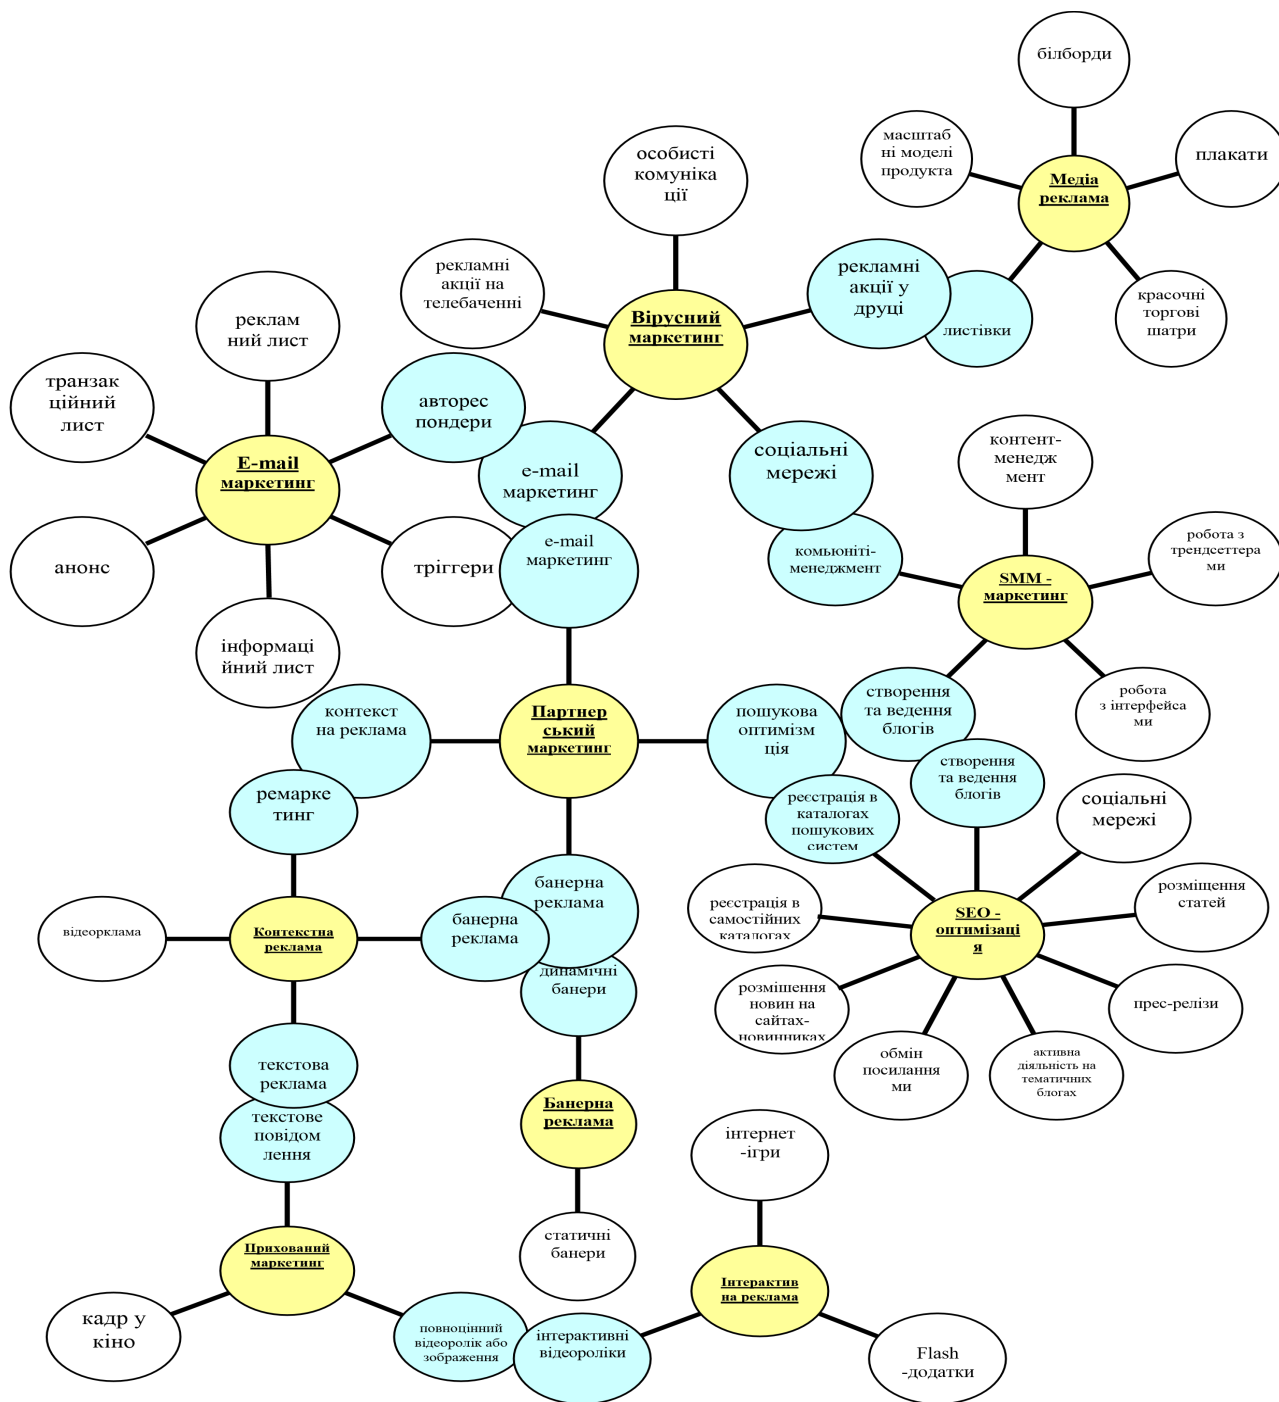 білборди
масштаб
ні моделі
продукта
Медіа
реклама
плакати
красочні
торгові
шатри
листівки
рекламні
акції у
друці
особисті
комуніка
ції
рекламні
акції на
телебаченні
Вірусний
маркетинг
соціальні
мережі
e-mail
маркетинг
реклам
ний лист
транзак
ційний
лист
авторес
пондери
E-mail
маркетинг
анонс
тріггери
інформаці
йний лист
e-mail
маркетинг
комьюніті-
менеджмент
контент-
менедж
мент
робота з
трендсеттера
ми
SMM -
маркетинг
робота
з інтерфейса
ми
створення
та ведення
блогів
створення
та ведення
блогів
контекст
на реклама
Партнер
ський
маркетинг
пошукова
оптимізм
ція
ремарке
тинг
реєстрація в
каталогах
пошукових
систем
соціальні
мережі
банерна
реклама
банерна
реклама
динамічні
банери
відеорклама
Контекстна
реклама
реєстрація в
самостійних
каталогах
SEO -
оптимізаці
я
розміщення
статей
розміщення
новин на
сайтах-
новинниках
прес-релізи
обмін
посилання
ми
активна
діяльність на
тематичних
блогах
текстова
реклама
текстове
повідом
лення
Банерна
реклама
статичні
банери
інтернет
-ігри
Прихований
маркетинг
Інтерактив
на реклама
кадр у
кіно
повноцінний
відеоролік або
зображення
інтерактивні
відеороліки
Flash
-додатки